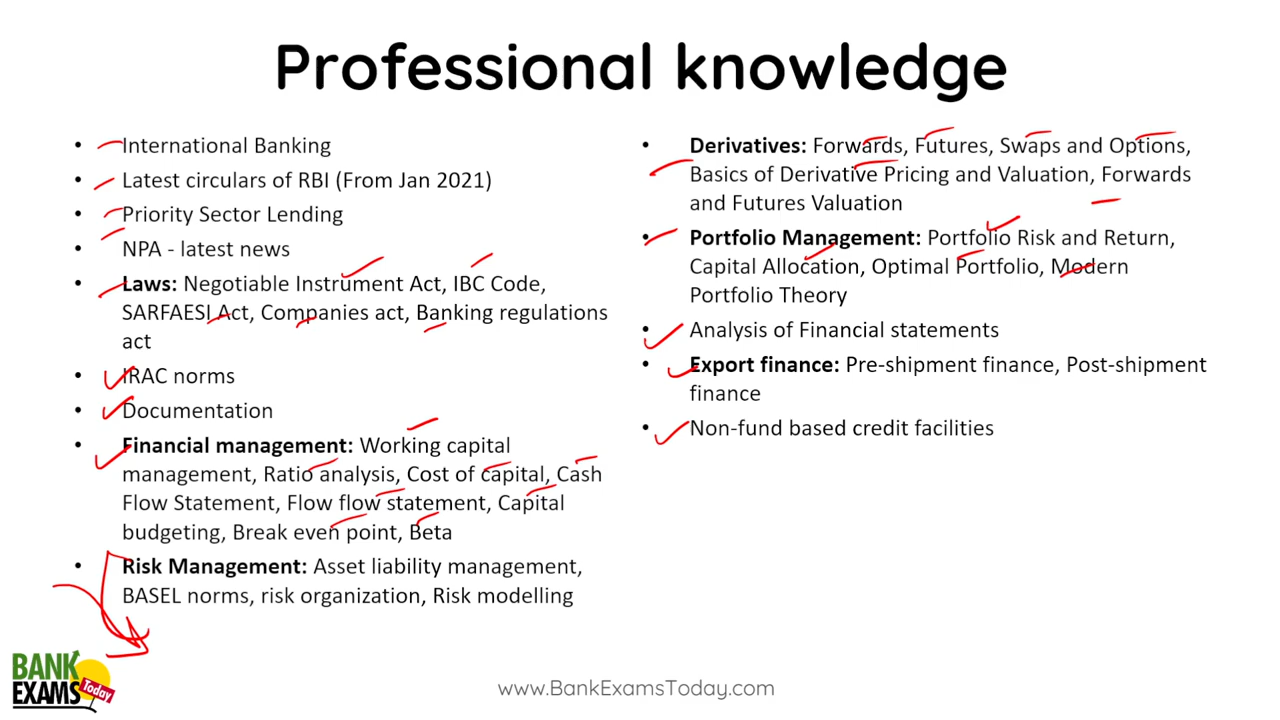 Professional knowledge
• International Banking
• Latest circulars of RBI (From Jan 2021)
• Priority Sector Lending
• NPA - latest news
• Laws: Negotiable Instrument Act, IBC Code,
SARFAESI Act, Companies act, Banking regulations
act
• IRAC norms
• Documentation
• Financial management: Working capital
management, Ratio analysis, Cost of capital, Cash
Flow Statement, Flow flow statement, Capital
budgeting, Break even point, Beta
• Risk Management: Asset liability management,
BASEL norms, risk organization, Risk modelling
• Derivatives: Forwards, Futures, Swaps and Options,
Basics of Derivative Pricing and Valuation, Forwards
and Futures Valuation
• Portfolio Management: Portfolio Risk and Return,
Capital Allocation, Optimal Portfolio, Modern
Portfolio Theory
• Analysis of Financial statements
• Export finance: Pre-shipment finance, Post-shipment
finance
• Non-fund based credit facilities
BANK
EXAMS
Today
www.BankExamsToday.com